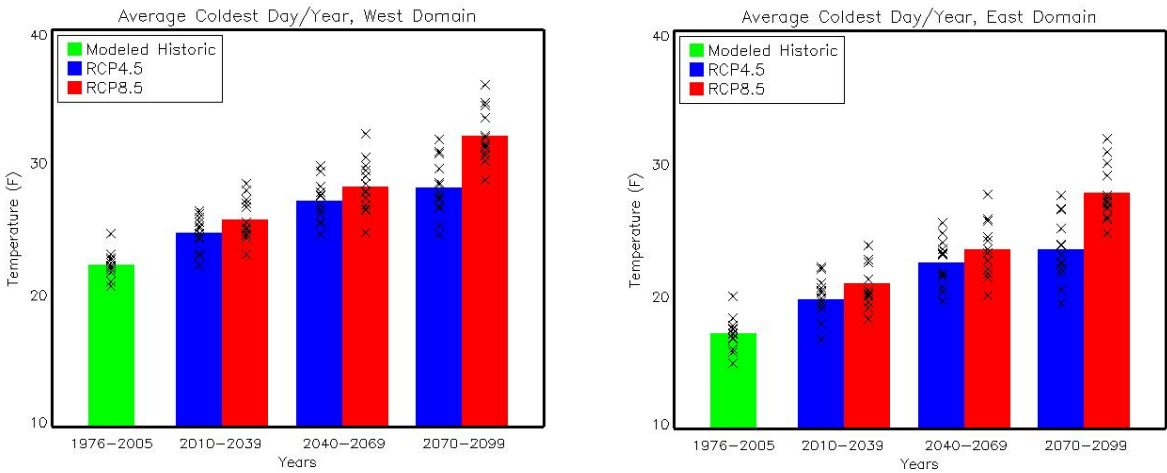 Average Coldest Day/Year, West Domain
40
Modeled Historic
RCP4.5
RCP8.5
30
Temperature (F)
20
10
1976–2005
2010–2039
2040–2069
2070–2099
Years
Average Coldest Day/Year, East Domain
40
Modeled Historic
RCP4.5
RCP8.5
30
Temperature (F)
20
10
1976–2005
2010–2039
2040–2069
2070–2099
Years